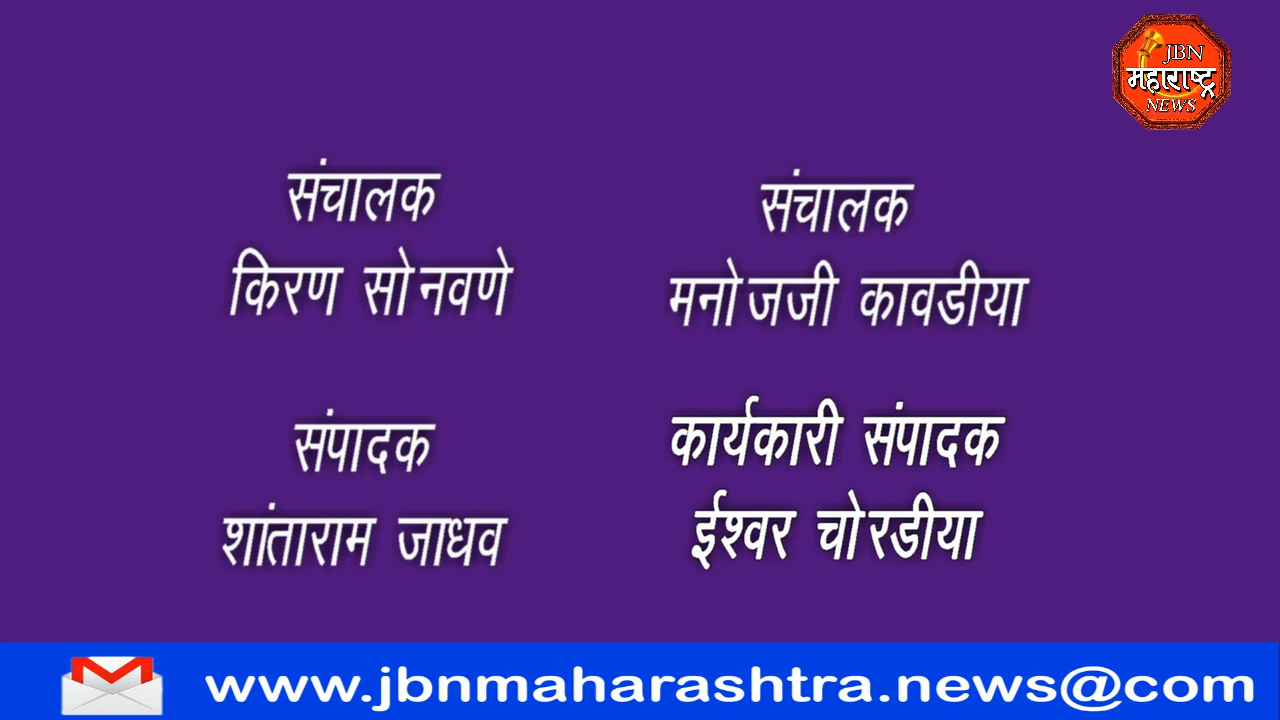 JBN
महाराष्ट्र
NEWS
संचालक
किरण सोनवणे
संचालक
मनोजजी कावडीया
संपादक
शांताराम जाधव
कार्यकारी संपादक
ईश्वर चोरडीया
www.jbnmaharashtra.news@com